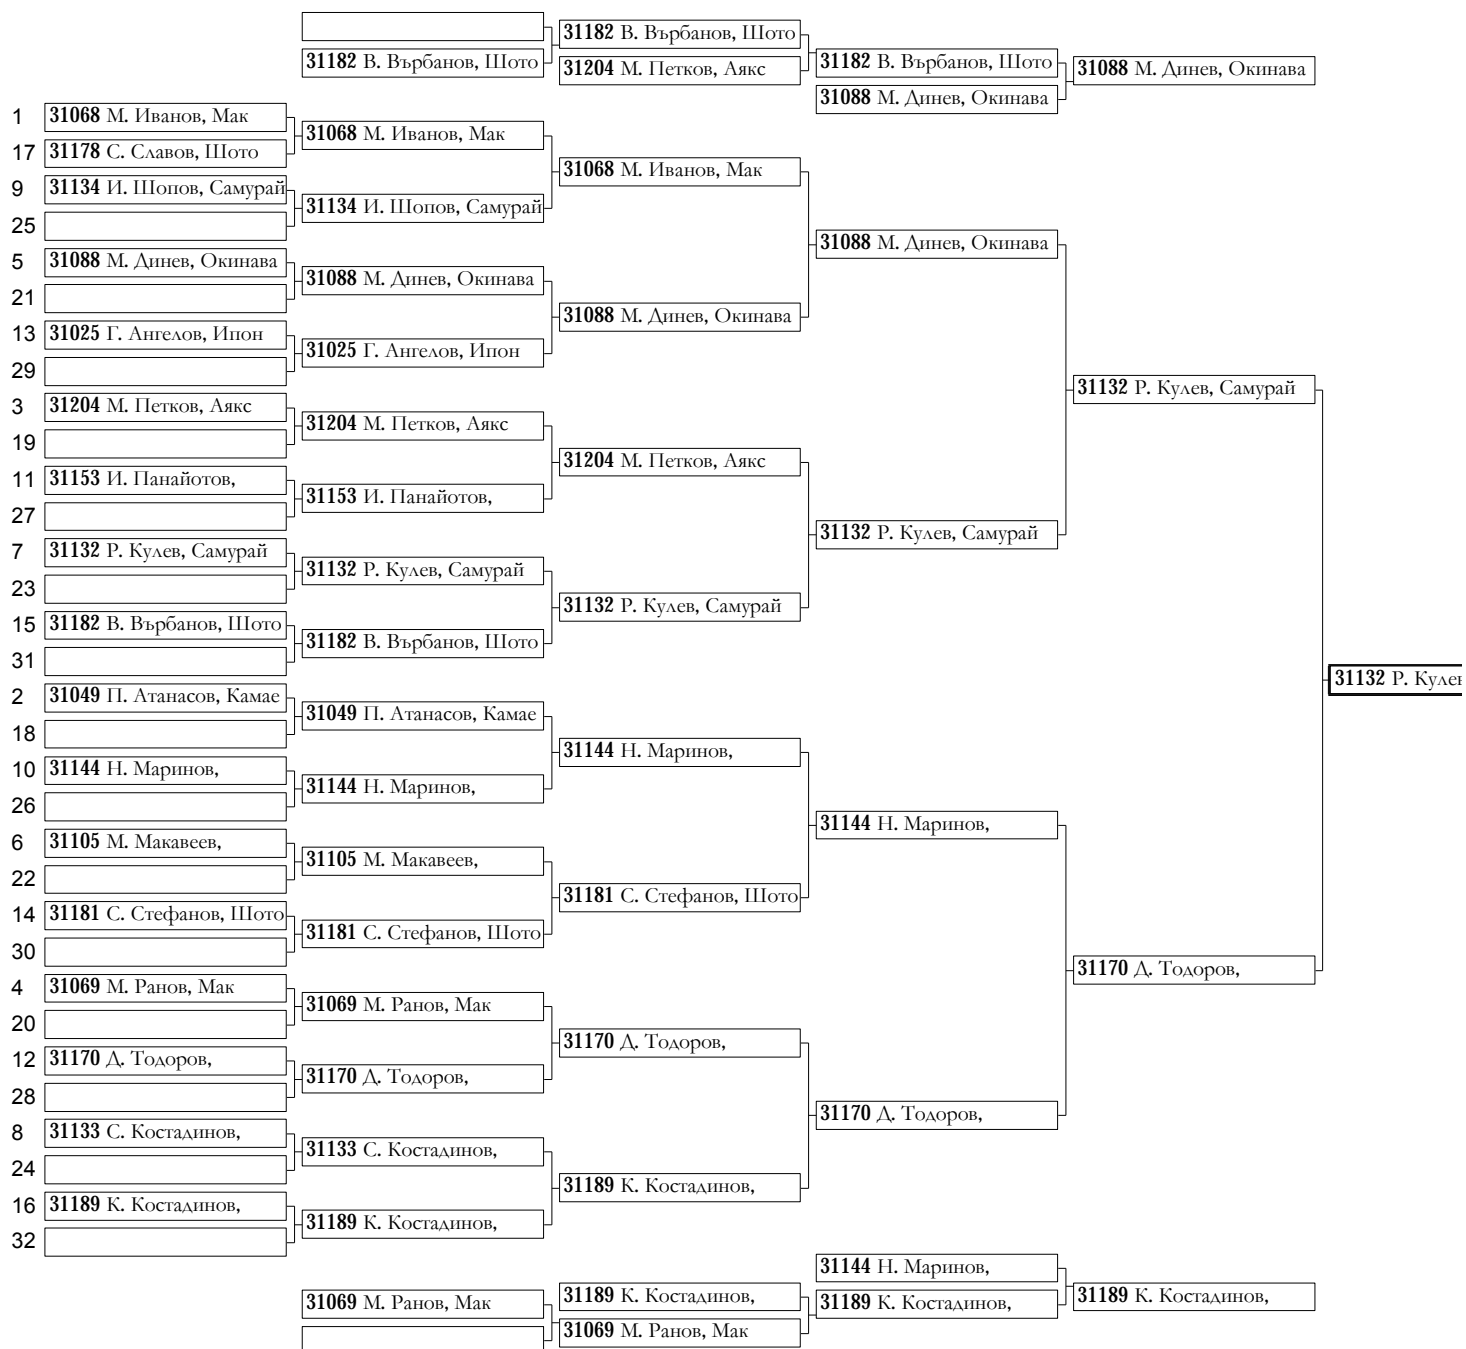 31182 В. Върбанов, Шото
31182 В. Върбанов, Шото
31204 М. Петков, Аякс
31182 В. Върбанов, Шото
31088 М. Динев, Окинава
31088 М. Динев, Окинава
1 31068 М. Иванов, Мак
17 31178 С. Славов, Шото
9 31134 И. Шопов, Самурай
25
5 31088 М. Динев, Окинава
21
13 31025 Г. Ангелов, Ипон
29
3 31204 М. Петков, Аякс
19
11 31153 И. Панайотов,
27
7 31132 Р. Кулев, Самурай
23
15 31182 В. Върбанов, Шото
31
2 31049 П. Атанасов, Камае
18
10 31144 Н. Маринов,
26
6 31105 М. Макавеев,
22
14 31181 С. Стефанов, Шото
30
4 31069 М. Ранов, Мак
20
12 31170 Д. Тодоров,
28
8 31133 С. Костадинов,
24
16 31189 К. Костадинов,
32
31068 М. Иванов, Мак
31134 И. Шопов, Самурай
31088 М. Динев, Окинава
31025 Г. Ангелов, Ипон
31204 М. Петков, Аякс
31153 И. Панайотов,
31132 Р. Кулев, Самурай
31182 В. Върбанов, Шото
31049 П. Атанасов, Камае
31144 Н. Маринов,
31105 М. Макавеев,
31181 С. Стефанов, Шото
31069 М. Ранов, Мак
31170 Д. Тодоров,
31133 С. Костадинов,
31189 К. Костадинов,
31068 М. Иванов, Мак
31088 М. Динев, Окинава
31204 М. Петков, Аякс
31132 Р. Кулев, Самурай
31144 Н. Маринов,
31181 С. Стефанов, Шото
31170 Д. Тодоров,
31189 К. Костадинов,
31088 М. Динев, Окинава
31132 Р. Кулев, Самурай
31144 Н. Маринов,
31170 Д. Тодоров,
31132 Р. Кулев, Самурай
31170 Д. Тодоров,
31132 Р. Кулев
31069 М. Ранов, Мак
31189 К. Костадинов,
31069 М. Ранов, Мак
31144 Н. Маринов,
31189 К. Костадинов,
31189 К. Костадинов,